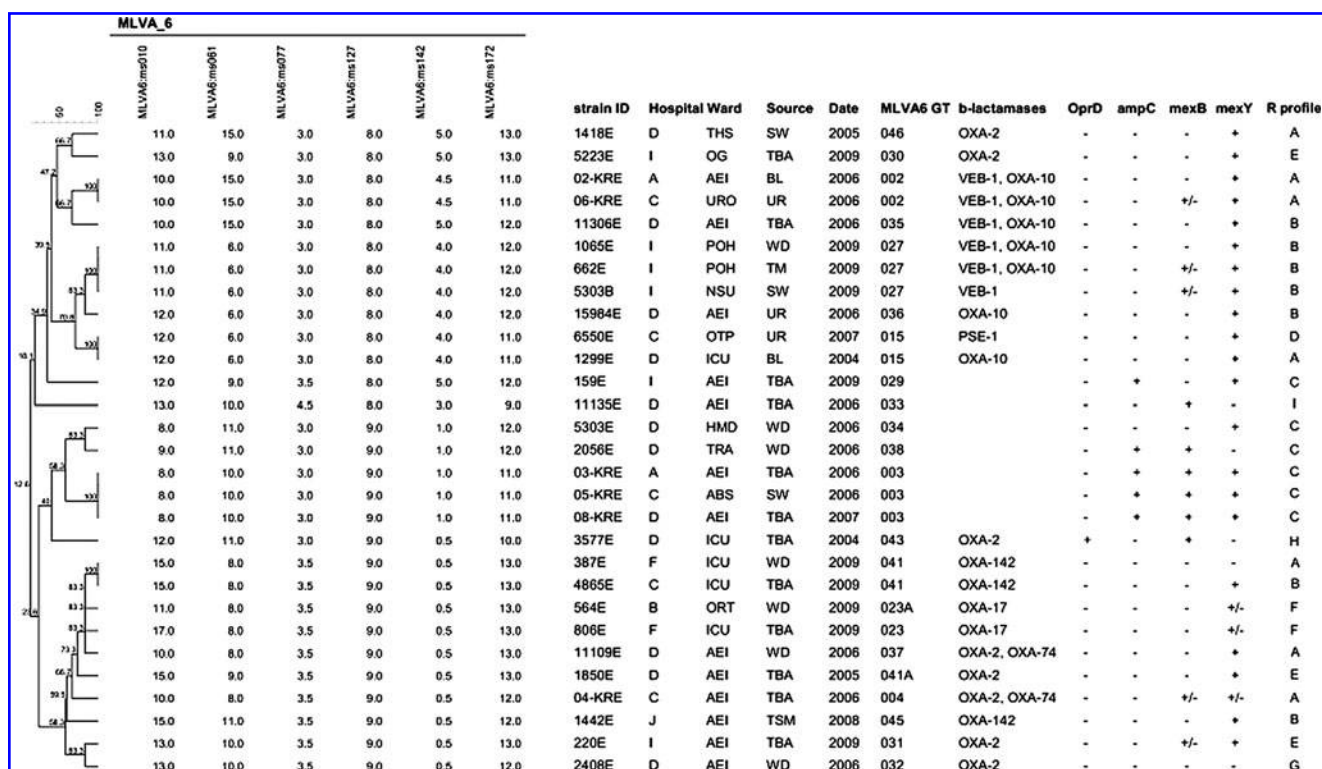 MLVA_6
MLVA6:ms010 MLVA6:ms061 MLVA6:ms077 MLVA6:ms127 MLVA6:ms142 MLVA6:ms172
50 100
strain ID Hospital Ward Source Date MLVA6 GT b-lactamases OprD ampC mexB mexY R profile
66.7 11.0 15.0 3.0 8.0 5.0 13.0 1418E D THS SW 2005 046 OXA-2 - - - + A
13.0 9.0 3.0 8.0 5.0 13.0 5223E I OG TBA 2009 030 OXA-2 - - - + E
10.0 15.0 3.0 8.0 4.5 11.0 02-KRE A AEI BL 2006 002 VEB-1, OXA-10 - - - + A
100 10.0 15.0 3.0 8.0 4.5 11.0 06-KRE C URO UR 2006 002 VEB-1, OXA-10 - - +/- + A
66.7 10.0 15.0 3.0 8.0 5.0 12.0 11306E D AEI TBA 2006 035 VEB-1, OXA-10 - - - + B
11.0 6.0 3.0 8.0 4.0 12.0 1065E I POH WD 2009 027 VEB-1, OXA-10 - - - + B
100 11.0 6.0 3.0 8.0 4.0 12.0 662E I POH TM 2009 027 VEB-1, OXA-10 - - +/- + B
83.3 11.0 6.0 3.0 8.0 4.0 12.0 5303B I NSU SW 2009 027 VEB-1 - - +/- + B
12.0 6.0 3.0 8.0 4.0 12.0 15984E D AEI UR 2006 036 OXA-10 - - - + B
12.0 6.0 3.0 8.0 4.0 11.0 6550E C OTP UR 2007 015 PSE-1 - - - + D
100 12.0 6.0 3.0 8.0 4.0 11.0 1299E D ICU BL 2004 015 OXA-10 - - - + A
12.0 9.0 3.5 8.0 5.0 12.0 159E I AEI TBA 2009 029 - + - + C
13.0 10.0 4.5 8.0 3.0 9.0 11135E D AEI TBA 2006 033 - - + - I
8.0 11.0 3.0 9.0 1.0 12.0 5303E D HMD WD 2006 034 - - - + C
83.3 9.0 11.0 3.0 9.0 1.0 12.0 2056E D TRA WD 2006 038 - + + - C
8.0 10.0 3.0 9.0 1.0 11.0 03-KRE A AEI TBA 2006 003 - + + + C
100 8.0 10.0 3.0 9.0 1.0 11.0 05-KRE C ABS SW 2006 003 - + + + C
8.0 10.0 3.0 9.0 1.0 11.0 08-KRE D AEI TBA 2007 003 - + + + C
12.0 11.0 3.0 9.0 0.5 10.0 3577E D ICU TBA 2004 043 OXA-2 + - + - H
15.0 8.0 3.5 9.0 0.5 13.0 387E F ICU WD 2009 041 OXA-142 - - - - A
100 15.0 8.0 3.5 9.0 0.5 13.0 4865E C ICU TBA 2009 041 OXA-142 - - - + B
83.3 11.0 8.0 3.5 9.0 0.5 13.0 564E B ORT WD 2009 023A OXA-17 - - - +/- F
17.0 8.0 3.5 9.0 0.5 13.0 806E F ICU TBA 2009 023 OXA-17 - - - +/- F
10.0 8.0 3.5 9.0 0.5 13.0 11109E D AEI WD 2006 037 OXA-2, OXA-74 - - - + A
15.0 9.0 3.5 9.0 0.5 13.0 1850E D AEI TBA 2005 041A OXA-2 - - - + E
10.0 8.0 3.5 9.0 0.5 12.0 04-KRE C AEI TBA 2006 004 OXA-2, OXA-74 - - +/- +/- A
15.0 11.0 3.5 9.0 0.5 12.0 1442E J AEI TSM 2008 045 OXA-142 - - - + B
13.0 10.0 3.5 9.0 0.5 13.0 220E I AEI TBA 2009 031 OXA-2 - - +/- + E
83.3 13.0 10.0 3.5 9.0 0.5 12.0 2408E D AEI WD 2006 032 OXA-2 - - - - G